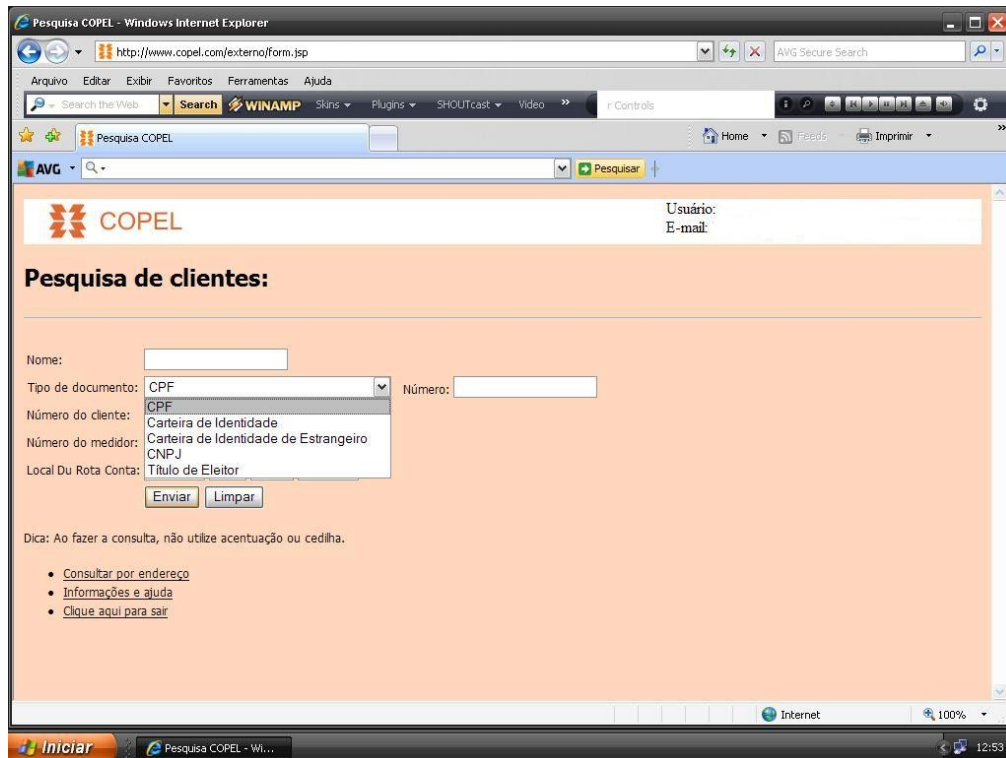 Pesquisa COPEL - Windows Internet Explorer
http://www.copel.com/externo/form.jsp
AVG Secure Search
Arquivo Editar Exibir Favoritos Ferramentas Ajuda
Search the Web Search WINAMP Skins Plugins SHOUTcast Video » r Controls
Pesquisa COPEL Home Feeds Imprimir »
AVG Pesquisar
COPEL
Usuário:
E-mail:
Pesquisa de clientes:
Nome:
Tipo de documento: CPF Número:
CPF
Número do cliente: Carteira de Identidade
Número do medidor: Carteira de Identidade de Estrangeiro
CNPJ
Local Du Rota Conta: Título de Eleitor
Enviar Limpar
Dica: Ao fazer a consulta, não utilize acentuação ou cedilha.
• Consultar por endereço
• Informações e ajuda
• Clique aqui para sair
Internet 100%
Iniciar Pesquisa COPEL - Wi... 12:53